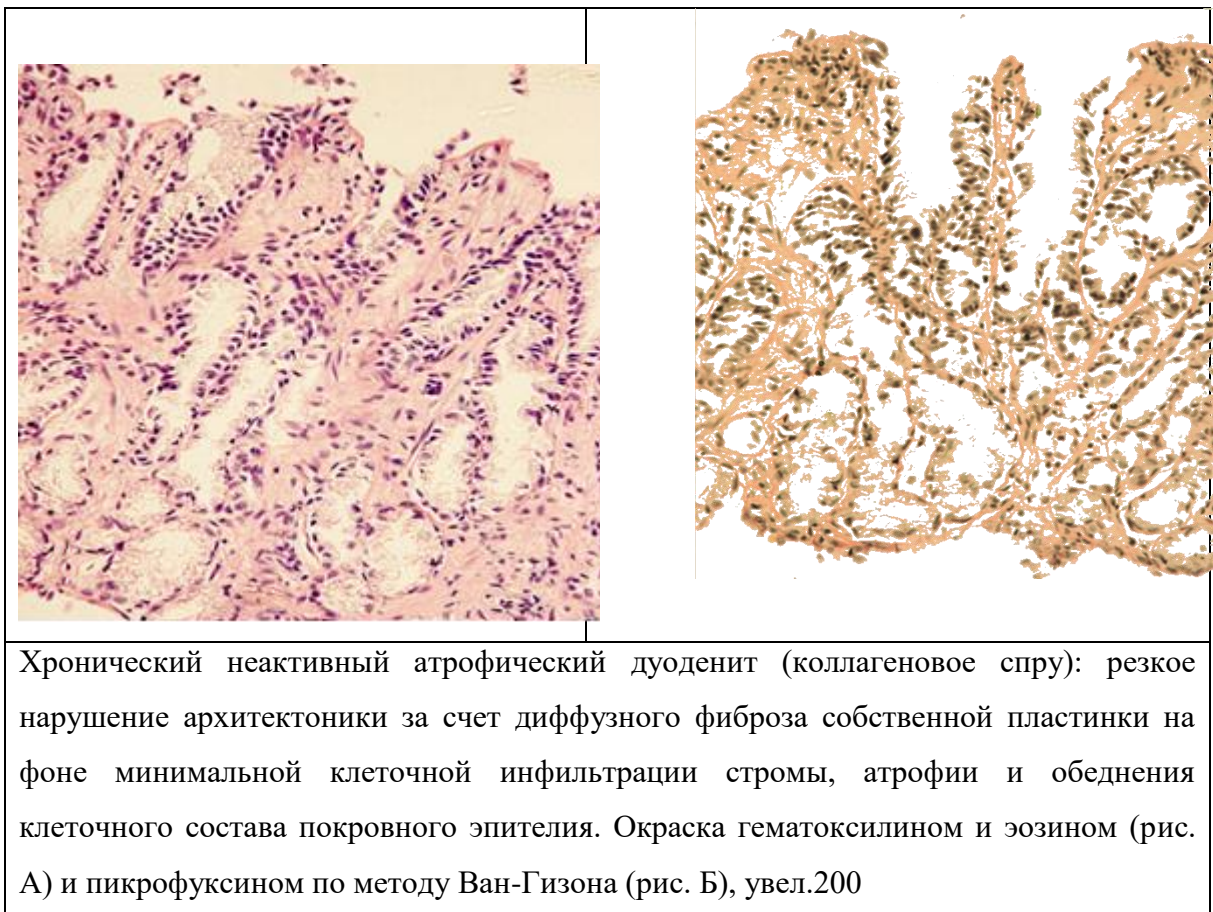 Хронический неактивный атрофический дуоденит (коллагеновое спру): резкое
нарушение архитектоники за счет диффузного фиброза собственной пластинки на
фоне минимальной клеточной инфильтрации стромы, атрофии и обеднения
клеточного состава покровного эпителия. Окраска гематоксилином и эозином (рис.
А) и пикрофуксином по методу Ван-Гизона (рис. Б), увел.200